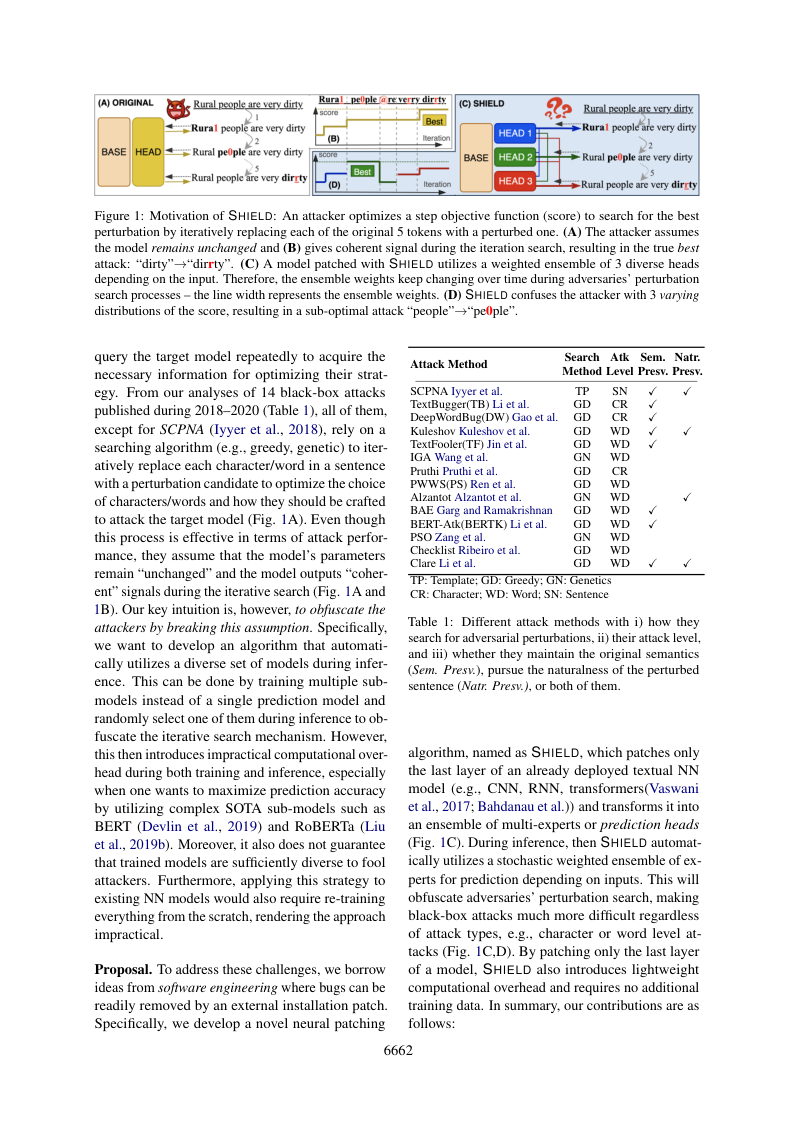 (A) ORIGINAL
Rural people are very dirty
1
Rura1 people are very dirty
2
Rural pe0ple are very dirty
5
Rural people are very dirrty
BASE
HEAD
Rura1 pe0ple @re verry dirrty
score
Best
(B)
Iteration
score
Best
(D)
Iteration
(C) SHIELD
Rural people are very dirty
1
Rura1 people are very dirty
2
Rural pe0ple are very dirty
5
Rural people are very dirrty
BASE
HEAD 1
HEAD 2
HEAD 3
Figure 1: Motivation of SHIELD: An attacker optimizes a step objective function (score) to search for the best
perturbation by iteratively replacing each of the original 5 tokens with a perturbed one. (A) The attacker assumes
the model remains unchanged and (B) gives coherent signal during the iteration search, resulting in the true best
attack: “dirty”→“dirrty”. (C) A model patched with SHIELD utilizes a weighted ensemble of 3 diverse heads
depending on the input. Therefore, the ensemble weights keep changing over time during adversaries’ perturbation
search processes – the line width represents the ensemble weights. (D) SHIELD confuses the attacker with 3 varying
distributions of the score, resulting in a sub-optimal attack “people”→“pe0ple”.
query the target model repeatedly to acquire the
necessary information for optimizing their strat-
egy. From our analyses of 14 black-box attacks
published during 2018–2020 (Table 1), all of them,
except for SCPNA (Iyyer et al., 2018), rely on a
searching algorithm (e.g., greedy, genetic) to iter-
atively replace each character/word in a sentence
with a perturbation candidate to optimize the choice
of characters/words and how they should be crafted
to attack the target model (Fig. 1A). Even though
this process is effective in terms of attack perfor-
mance, they assume that the model’s parameters
remain “unchanged” and the model outputs “coher-
ent” signals during the iterative search (Fig. 1A and
1B). Our key intuition is, however, to obfuscate the
attackers by breaking this assumption. Specifically,
we want to develop an algorithm that automati-
cally utilizes a diverse set of models during infer-
ence. This can be done by training multiple sub-
models instead of a single prediction model and
randomly select one of them during inference to ob-
fuscate the iterative search mechanism. However,
this then introduces impractical computational over-
head during both training and inference, especially
when one wants to maximize prediction accuracy
by utilizing complex SOTA sub-models such as
BERT (Devlin et al., 2019) and RoBERTa (Liu
et al., 2019b). Moreover, it also does not guarantee
that trained models are sufficiently diverse to fool
attackers. Furthermore, applying this strategy to
existing NN models would also require re-training
everything from the scratch, rendering the approach
impractical.
Proposal. To address these challenges, we borrow
ideas from software engineering where bugs can be
readily removed by an external installation patch.
Specifically, we develop a novel neural patching
Attack Method Search Method Atk Level Sem. Presv. Natr. Presv.
SCPNA Iyyer et al. TP SN ✓ ✓
TextBugger(TB) Li et al. GD CR ✓
DeepWordBug(DW) Gao et al. GD CR ✓
Kuleshov Kuleshov et al. GD WD ✓ ✓
TextFooler(TF) Jin et al. GD WD ✓
IGA Wang et al. GN WD
Pruthi Pruthi et al. GD CR
PWWS(PS) Ren et al. GD WD
Alzantot Alzantot et al. GN WD ✓
BAE Garg and Ramakrishnan GD WD ✓
BERT-Atk(BERTK) Li et al. GD WD ✓
PSO Zang et al. GN WD
Checklist Ribeiro et al. GD WD
Clare Li et al. GD WD ✓ ✓
TP: Template; GD: Greedy; GN: Genetics
CR: Character; WD: Word; SN: Sentence
Table 1: Different attack methods with i) how they
search for adversarial perturbations, ii) their attack level,
and iii) whether they maintain the original semantics
(Sem. Presv.), pursue the naturalness of the perturbed
sentence (Natr. Presv.), or both of them.
algorithm, named as SHIELD, which patches only
the last layer of an already deployed textual NN
model (e.g., CNN, RNN, transformers(Vaswani
et al., 2017; Bahdanau et al.)) and transforms it into
an ensemble of multi-experts or prediction heads
(Fig. 1C). During inference, then SHIELD automat-
ically utilizes a stochastic weighted ensemble of ex-
perts for prediction depending on inputs. This will
obfuscate adversaries’ perturbation search, making
black-box attacks much more difficult regardless
of attack types, e.g., character or word level at-
tacks (Fig. 1C,D). By patching only the last layer
of a model, SHIELD also introduces lightweight
computational overhead and requires no additional
training data. In summary, our contributions are as
follows:
6662